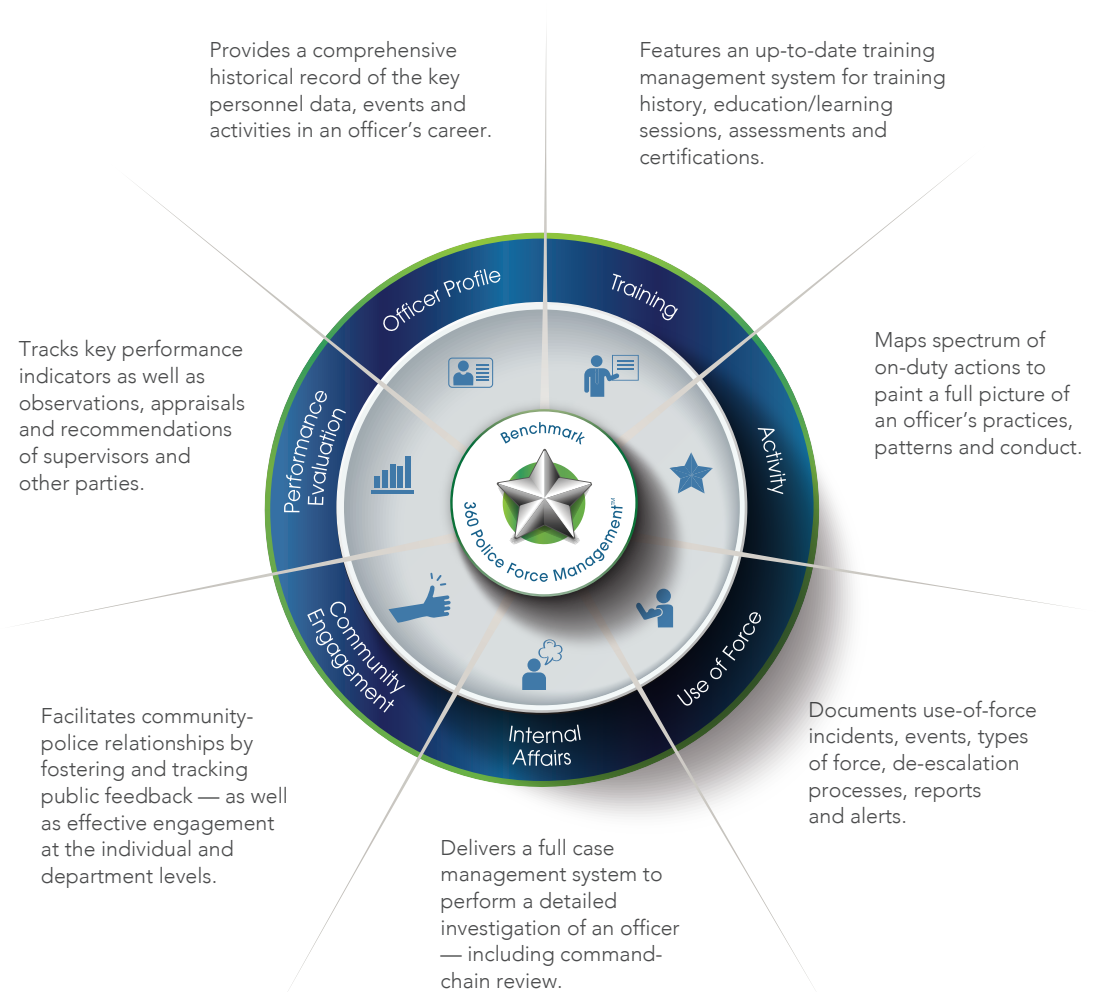 Provides a comprehensive
historical record of the key
personnel data, events and
activities in an officer’s career.
Features an up-to-date training
management system for training
history, education/learning
sessions, assessments and
certifications.
Officer Profile
Training
Tracks key performance
indicators as well as
observations, appraisals
and recommendations
of supervisors and
other parties.
Performance
Evaluation
Benchmark
360 Police Force Management™
Activity
Maps spectrum of
on-duty actions to
paint a full picture of
an officer’s practices,
patterns and conduct.
Community
Engagement
Internal
Affairs
Use of Force
Facilitates community-
police relationships by
fostering and tracking
public feedback — as well
as effective engagement
at the individual and
department levels.
Delivers a full case
management system to
perform a detailed
investigation of an officer
— including command-
chain review.
Documents use-of-force
incidents, events, types
of force, de-escalation
processes, reports
and alerts.